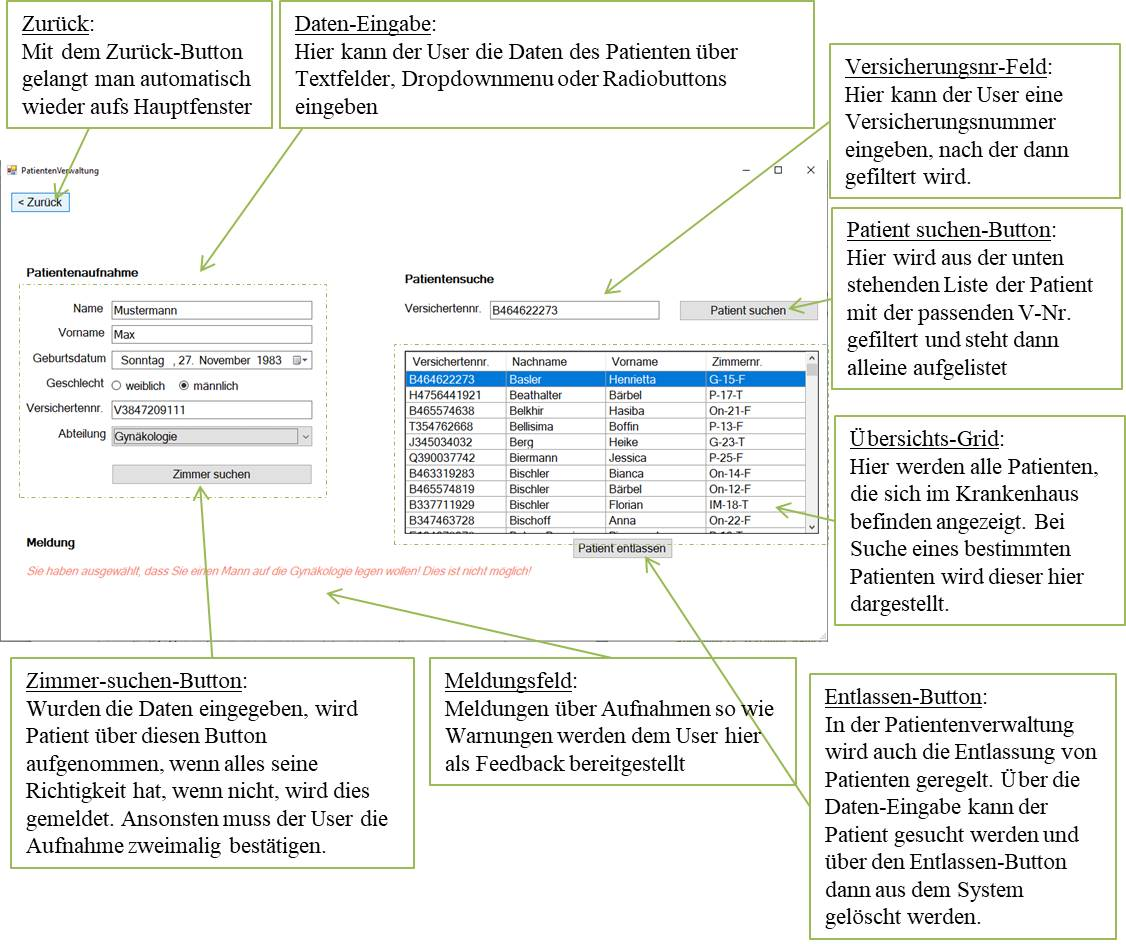 Zurück:
Mit dem Zurück-Button
gelangt man automatisch
wieder aufs Hauptfenster
Daten-Eingabe:
Hier kann der User die Daten des Patienten über
Textfelder, Dropdownmenu oder Radiobuttons
eingeben
Versicherungsnr-Feld:
Hier kann der User eine
Versicherungsnummer
eingeben, nach der dann
gefiltert wird.
PatientenVerwaltung
< Zurück
Patientenaufnahme
Name Mustermann
Vorname Max
Geburtsdatum Sonntag , 27. November 1983
Geschlecht weiblich männlich
Versichertennr. V3847209111
Abteilung Gynäkologie
Zimmer suchen
Meldung
Sie haben ausgewählt, dass Sie einen Mann auf die Gynäkologie legen wollen! Dies ist nicht möglich!
Patientensuche
Versichertennr. B464622273 Patient suchen
Versichertennr. Nachname Vorname Zimmernr.
B464622273 Basler Henrietta G-15-F
H4756441921 Beathalter Bärbel P-17-T
B465574638 Belkhir Hasiba On-21-F
T354762668 Bellisima Boffin P-13-F
J345034032 Berg Heike G-23-T
Q390037742 Biermann Jessica P-25-F
B463319283 Bischler Bianca On-14-F
B465574819 Bischler Bärbel On-12-F
B337711929 Bischler Florian IM-18-T
B347463728 Bischoff Anna On-22-F
Patient entlassen
Patient suchen-Button:
Hier wird aus der unten
stehenden Liste der Patient
mit der passenden V-Nr.
gefiltert und steht dann
alleine aufgelistet
Übersichts-Grid:
Hier werden alle Patienten,
die sich im Krankenhaus
befinden angezeigt. Bei
Suche eines bestimmten
Patienten wird dieser hier
dargestellt.
Zimmer-suchen-Button:
Wurden die Daten eingegeben, wird
Patient über diesen Button
aufgenommen, wenn alles seine
Richtigkeit hat, wenn nicht, wird dies
gemeldet. Ansonsten muss der User die
Aufnahme zweimalig bestätigen.
Meldungsfeld:
Meldungen über Aufnahmen so wie
Warnungen werden dem User hier
als Feedback bereitgestellt
Entlassen-Button:
In der Patientenverwaltung
wird auch die Entlassung von
Patienten geregelt. Über die
Daten-Eingabe kann der
Patient gesucht werden und
über den Entlassen-Button
dann aus dem System
gelöscht werden.